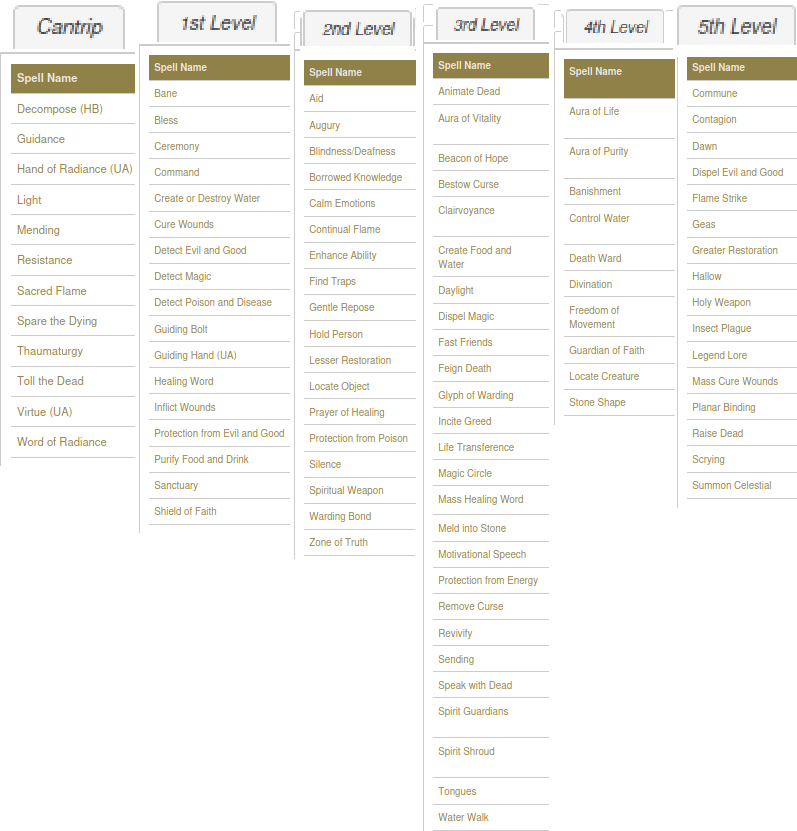 Cantrip
Spell Name
Decompose (HB)
Guidance
Hand of Radiance (UA)
Light
Mending
Resistance
Sacred Flame
Spare the Dying
Thaumaturgy
Toll the Dead
Virtue (UA)
Word of Radiance
1st Level
Spell Name
Bane
Bless
Ceremony
Command
Create or Destroy Water
Cure Wounds
Detect Evil and Good
Detect Magic
Detect Poison and Disease
Guiding Bolt
Guiding Hand (UA)
Healing Word
Inflict Wounds
Protection from Evil and Good
Purify Food and Drink
Sanctuary
Shield of Faith
2nd Level
Spell Name
Aid
Augury
Blindness/Deafness
Borrowed Knowledge
Calm Emotions
Continual Flame
Enhance Ability
Find Traps
Gentle Repose
Hold Person
Lesser Restoration
Locate Object
Prayer of Healing
Protection from Poison
Silence
Spiritual Weapon
Warding Bond
Zone of Truth
3rd Level
Spell Name
Animate Dead
Aura of Vitality
Beacon of Hope
Bestow Curse
Clairvoyance
Create Food and
Water
Daylight
Dispel Magic
Fast Friends
Feign Death
Glyph of Warding
Incite Greed
Life Transference
Magic Circle
Mass Healing Word
Meld into Stone
Motivational Speech
Protection from Energy
Remove Curse
Revivify
Sending
Speak with Dead
Spirit Guardians
Spirit Shroud
Tongues
Water Walk
4th Level
Spell Name
Aura of Life
Aura of Purity
Banishment
Control Water
Death Ward
Divination
Freedom of
Movement
Guardian of Faith
Locate Creature
Stone Shape
5th Level
Spell Name
Commune
Contagion
Dawn
Dispel Evil and Good
Flame Strike
Geas
Greater Restoration
Hallow
Holy Weapon
Insect Plague
Legend Lore
Mass Cure Wounds
Planar Binding
Raise Dead
Scrying
Summon Celestial